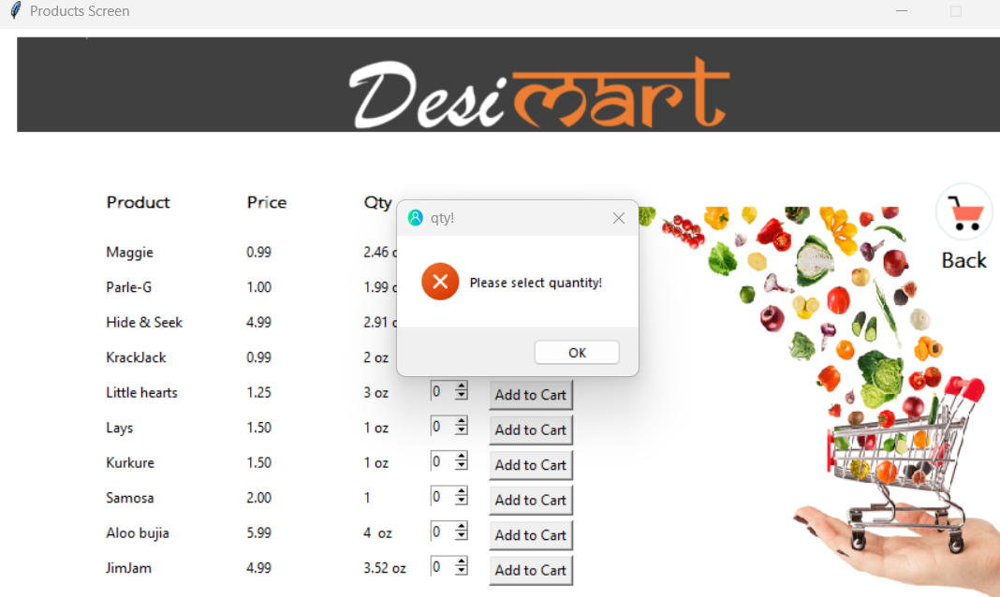 Products Screen
Desi मart
Product Price Qty
qty!
Please select quantity!
OK
Back
Maggie 0.99 2.46
Parle-G 1.00 1.99
Hide & Seek 4.99 2.91
KrackJack 0.99 2 oz
Little hearts 1.25 3 oz 0 Add to Cart
Lays 1.50 1 oz 0 Add to Cart
Kurkure 1.50 1 oz 0 Add to Cart
Samosa 2.00 1 0 Add to Cart
Aloo bujia 5.99 4 oz 0 Add to Cart
JimJam 4.99 3.52 oz 0 Add to Cart